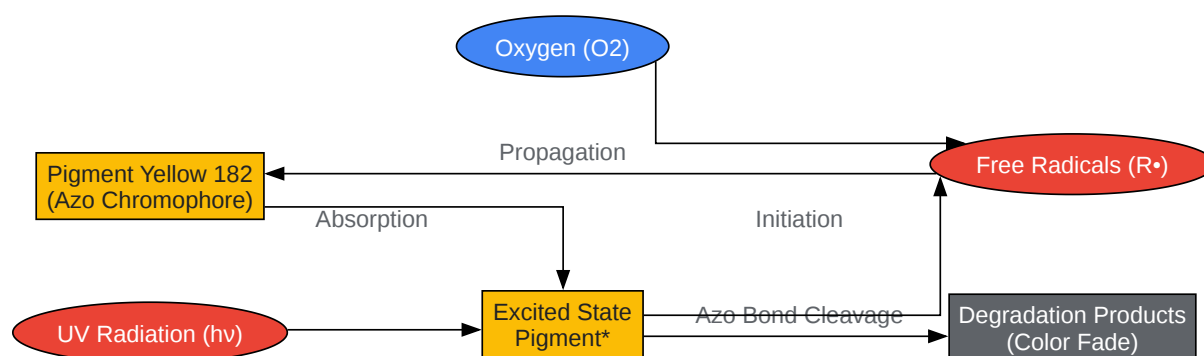 Oxygen (O2)
Propagation
Free Radicals (R•)
Pigment Yellow 182
(Azo Chromophore)
Absorption
Initiation
UV Radiation (hν)
Excited State
Pigment*
Azo Bond Cleavage
Degradation Products
(Color Fade)